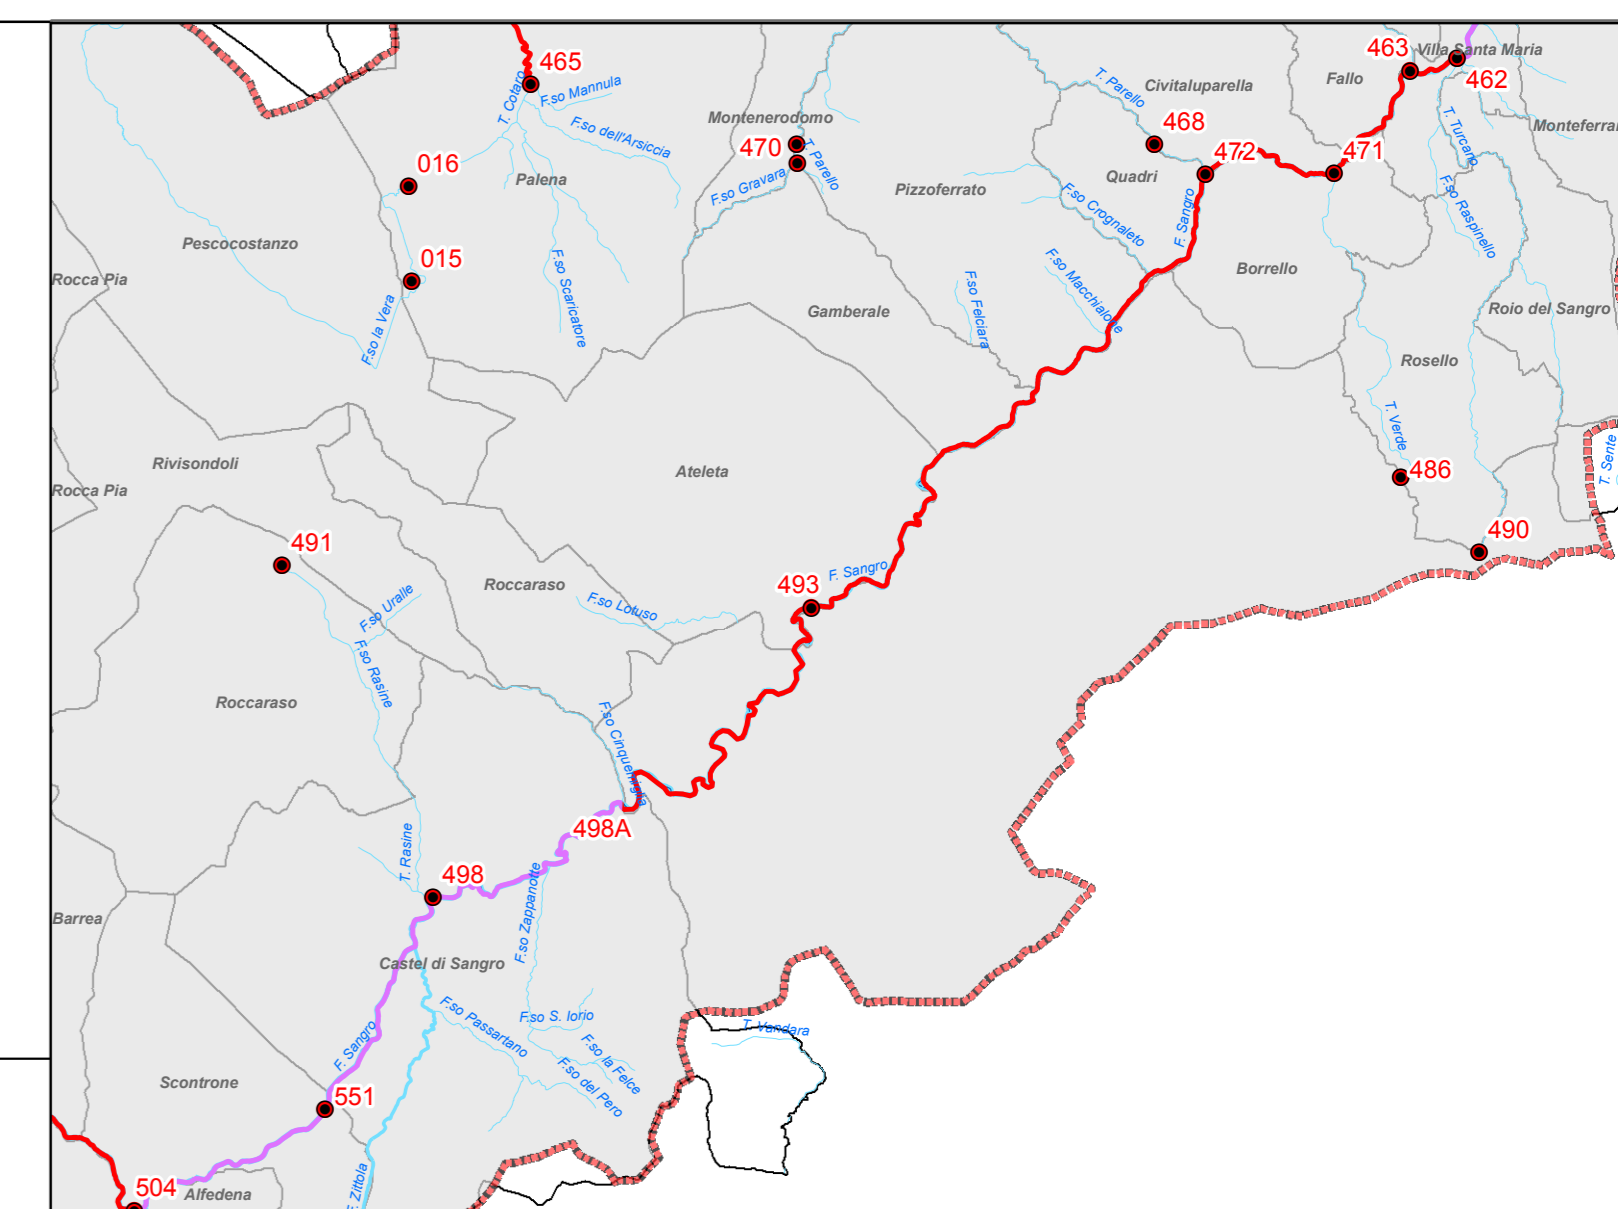 463
Villa Santa Maria
465
T. Cotaro
F.so Mannula
T. Parello
Civitaluparella
Fallo
462
Montenerodomo
F.so dell'Arsiccia
468
T. Turcano
470
T. Parello
016
Palena
F.so Gravara
Pizzoferrato
Quadri
472
471
F.so Crognaleto
F. Sangro
F.so Raspinello
Pescocostanzo
015
Rocca Pia
F.so la Vera
F.so Scaricatore
Gamberale
F.so Felciara
F.so Macchialone
Borrello
Roio del Sangro
Rosello
T. Verde
Rivisondoli
Ateleta
486
T. Sente
Rocca Pia
491
490
Roccaraso
493
F. Sangro
F.so Uralle
F.so Lotuso
F.so Rasine
Roccaraso
F.so Cinquemiglia
498A
T. Rasine
498
F.so Zappanotte
Barrea
Castel di Sangro
F.so Passartano
F.so S. Iorio
T. Vandara
F. Sangro
F.so la Felce
F.so del Pero
Scontrone
551
504
Alfedena
F. Zittola